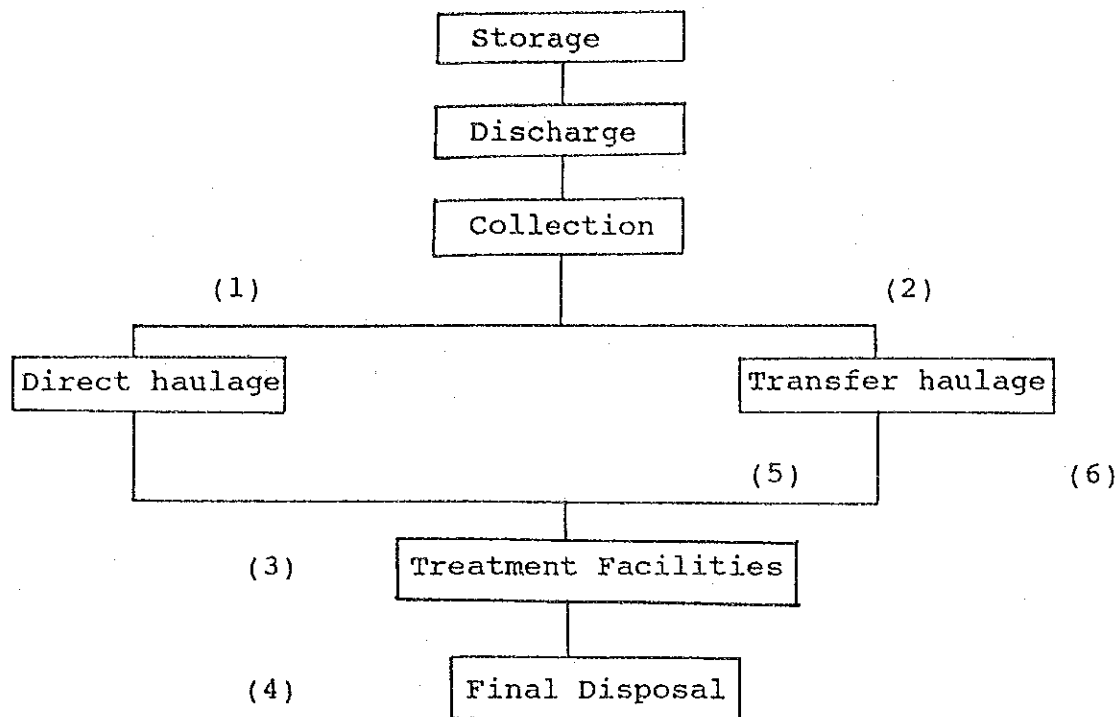 Storage
Discharge
Collection
(1) (2)
Direct haulage Transfer haulage
(5) (6)
(3) Treatment Facilities
(4) Final Disposal